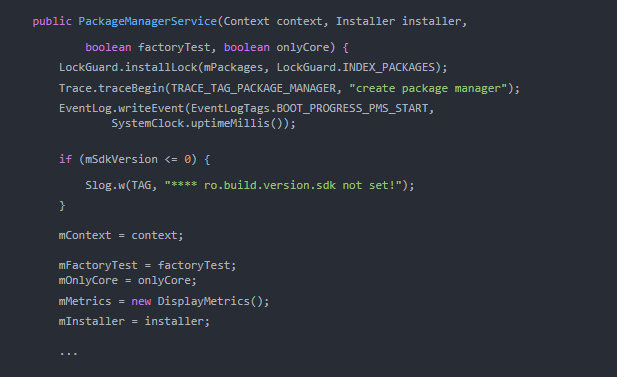 public PackageManagerService(Context context, Installer installer,
boolean factoryTest, boolean onlyCore) {
LockGuard.installLock(mPackages, LockGuard.INDEX_PACKAGES);
Trace.traceBegin(TRACE_TAG_PACKAGE_MANAGER, "create package manager");
EventLog.writeEvent(EventLogTags.BOOT_PROGRESS_PMS_START,
SystemClock.uptimeMillis());
if (mSdkVersion <= 0) {
Slog.w(TAG, "**** ro.build.version.sdk not set!");
}
mContext = context;
mFactoryTest = factoryTest;
mOnlyCore = onlyCore;
mMetrics = new DisplayMetrics();
mInstaller = installer;
...